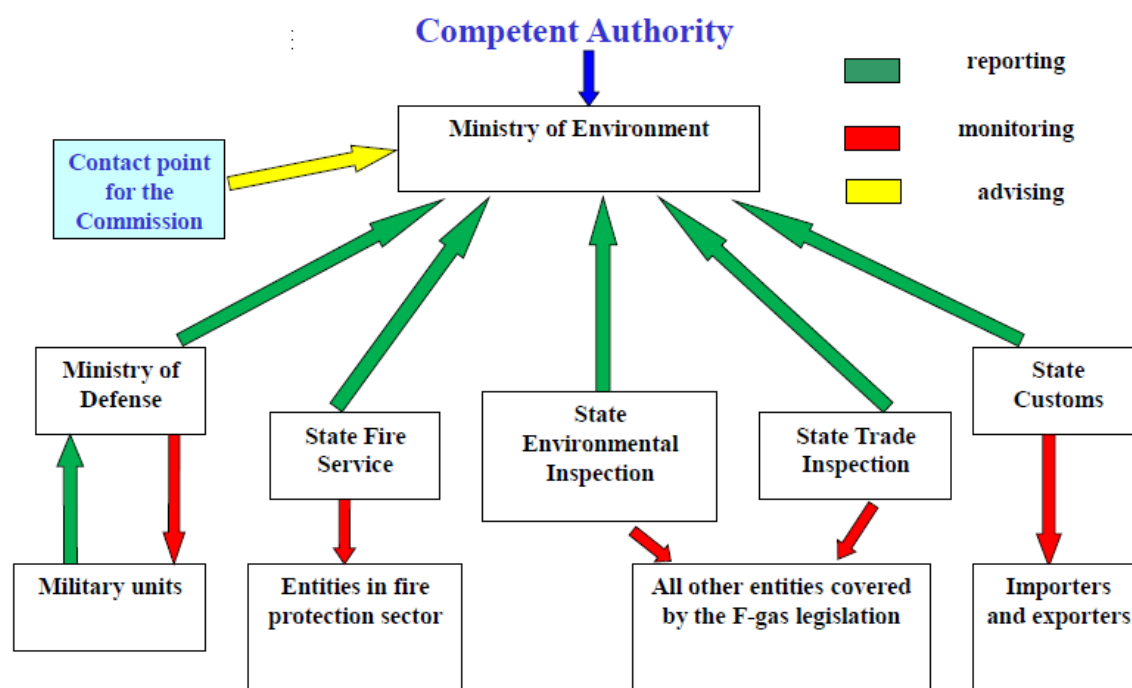 Competent Authority
reporting
Ministry of Environment
monitoring
Contact point
for the
Commission
advising
Ministry of
Defense
State Fire
Service
State
Environmental
Inspection
State Trade
Inspection
State
Customs
Military units
Entities in fire
protection sector
All other entities covered
by the F-gas legislation
Importers
and exporters